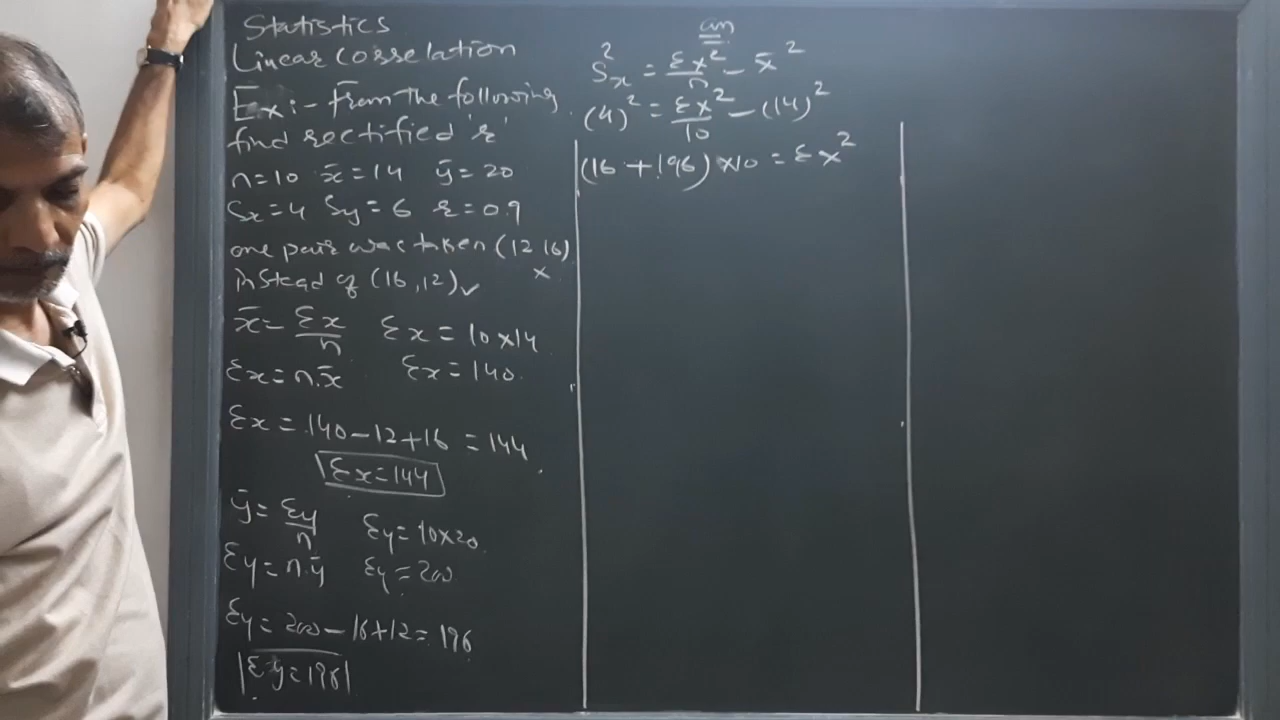 Statistics
Linear Correlation
Ex:- From the following
find rectified 'r'
n=10 x̄=14 ȳ=20
Sx=4 Sy=6 r=0.9
one pair was taken (12 16)
×
instead of (16,12)✓
x̄= Σx/n Σx = 10×14
Σx=n.x̄ Σx=140.
Σx = 140-12+16 = 144
Σx=144
ȳ= Σy/n Σy=10×20
Σy=n.ȳ Σy=200
Σy=200-16+12=196
Σy=196
S²x = Σx²/n - x̄²
(4)² = Σx²/10 - (14)²
(16+196)×10=Σx²